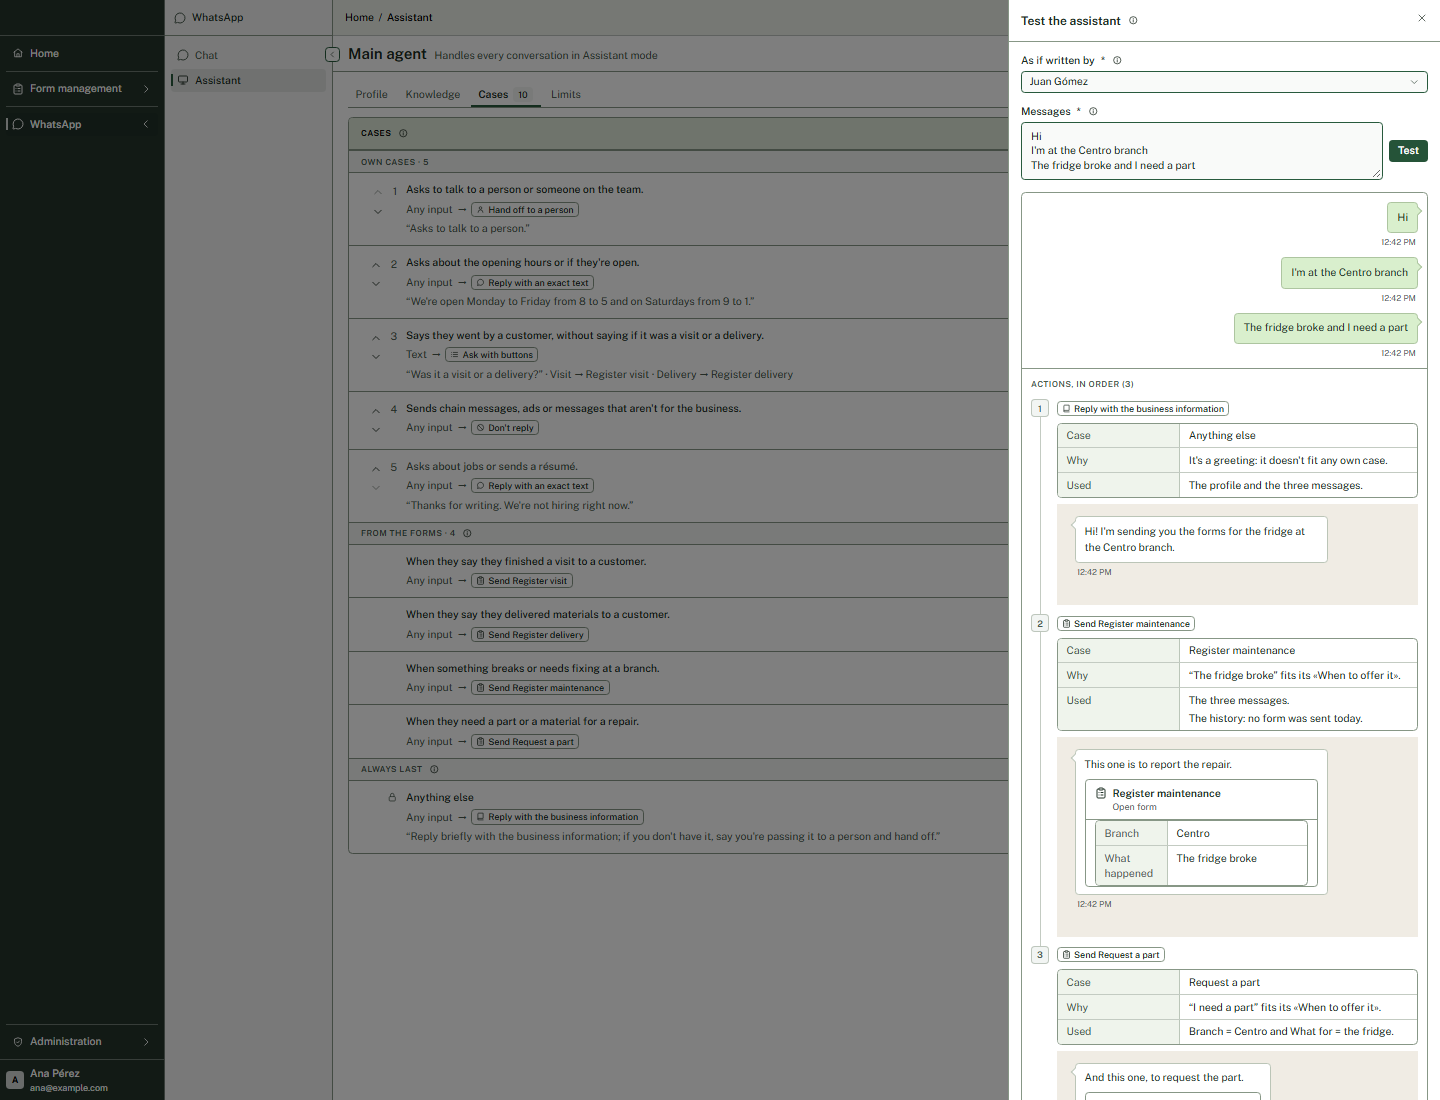 Home
Form management
WhatsApp
Administration
A
Ana Pérez
ana@example.com
WhatsApp
Chat
Assistant
Home / Assistant
Main agent
Handles every conversation in Assistant mode
Profile
Knowledge
Cases 10
Limits
CASES
OWN CASES · 5
1 Asks to talk to a person or someone on the team.
Any input → Hand off to a person
“Asks to talk to a person.”
2 Asks about the opening hours or if they're open.
Any input → Reply with an exact text
“We're open Monday to Friday from 8 to 5 and on Saturdays from 9 to 1.”
3 Says they went by a customer, without saying if it was a visit or a delivery.
Text → Ask with buttons
“Was it a visit or a delivery?” · Visit → Register visit · Delivery → Register delivery
4 Sends chain messages, ads or messages that aren't for the business.
Any input → Don't reply
5 Asks about jobs or sends a résumé.
Any input → Reply with an exact text
“Thanks for writing. We're not hiring right now.”
FROM THE FORMS · 4
When they say they finished a visit to a customer.
Any input → Send Register visit
When they say they delivered materials to a customer.
Any input → Send Register delivery
When something breaks or needs fixing at a branch.
Any input → Send Register maintenance
When they need a part or a material for a repair.
Any input → Send Request a part
ALWAYS LAST
Anything else
Any input → Reply with the business information
“Reply briefly with the business information; if you don't have it, say you're passing it to a person and hand off.”
Test the assistant
As if written by *
Juan Gómez
Messages *
Hi
I'm at the Centro branch
The fridge broke and I need a part
Test
Hi
12:42 PM
I'm at the Centro branch
12:42 PM
The fridge broke and I need a part
12:42 PM
ACTIONS, IN ORDER (3)
1 Reply with the business information
Case Anything else
Why It's a greeting: it doesn't fit any own case.
Used The profile and the three messages.
Hi! I'm sending you the forms for the fridge at
the Centro branch.
12:42 PM
2 Send Register maintenance
Case Register maintenance
Why “The fridge broke” fits its «When to offer it».
Used The three messages.
The history: no form was sent today.
This one is to report the repair.
Register maintenance
Open form
Branch Centro
What The fridge broke
happened
12:42 PM
3 Send Request a part
Case Request a part
Why “I need a part” fits its «When to offer it».
Used Branch = Centro and What for = the fridge.
And this one, to request the part.